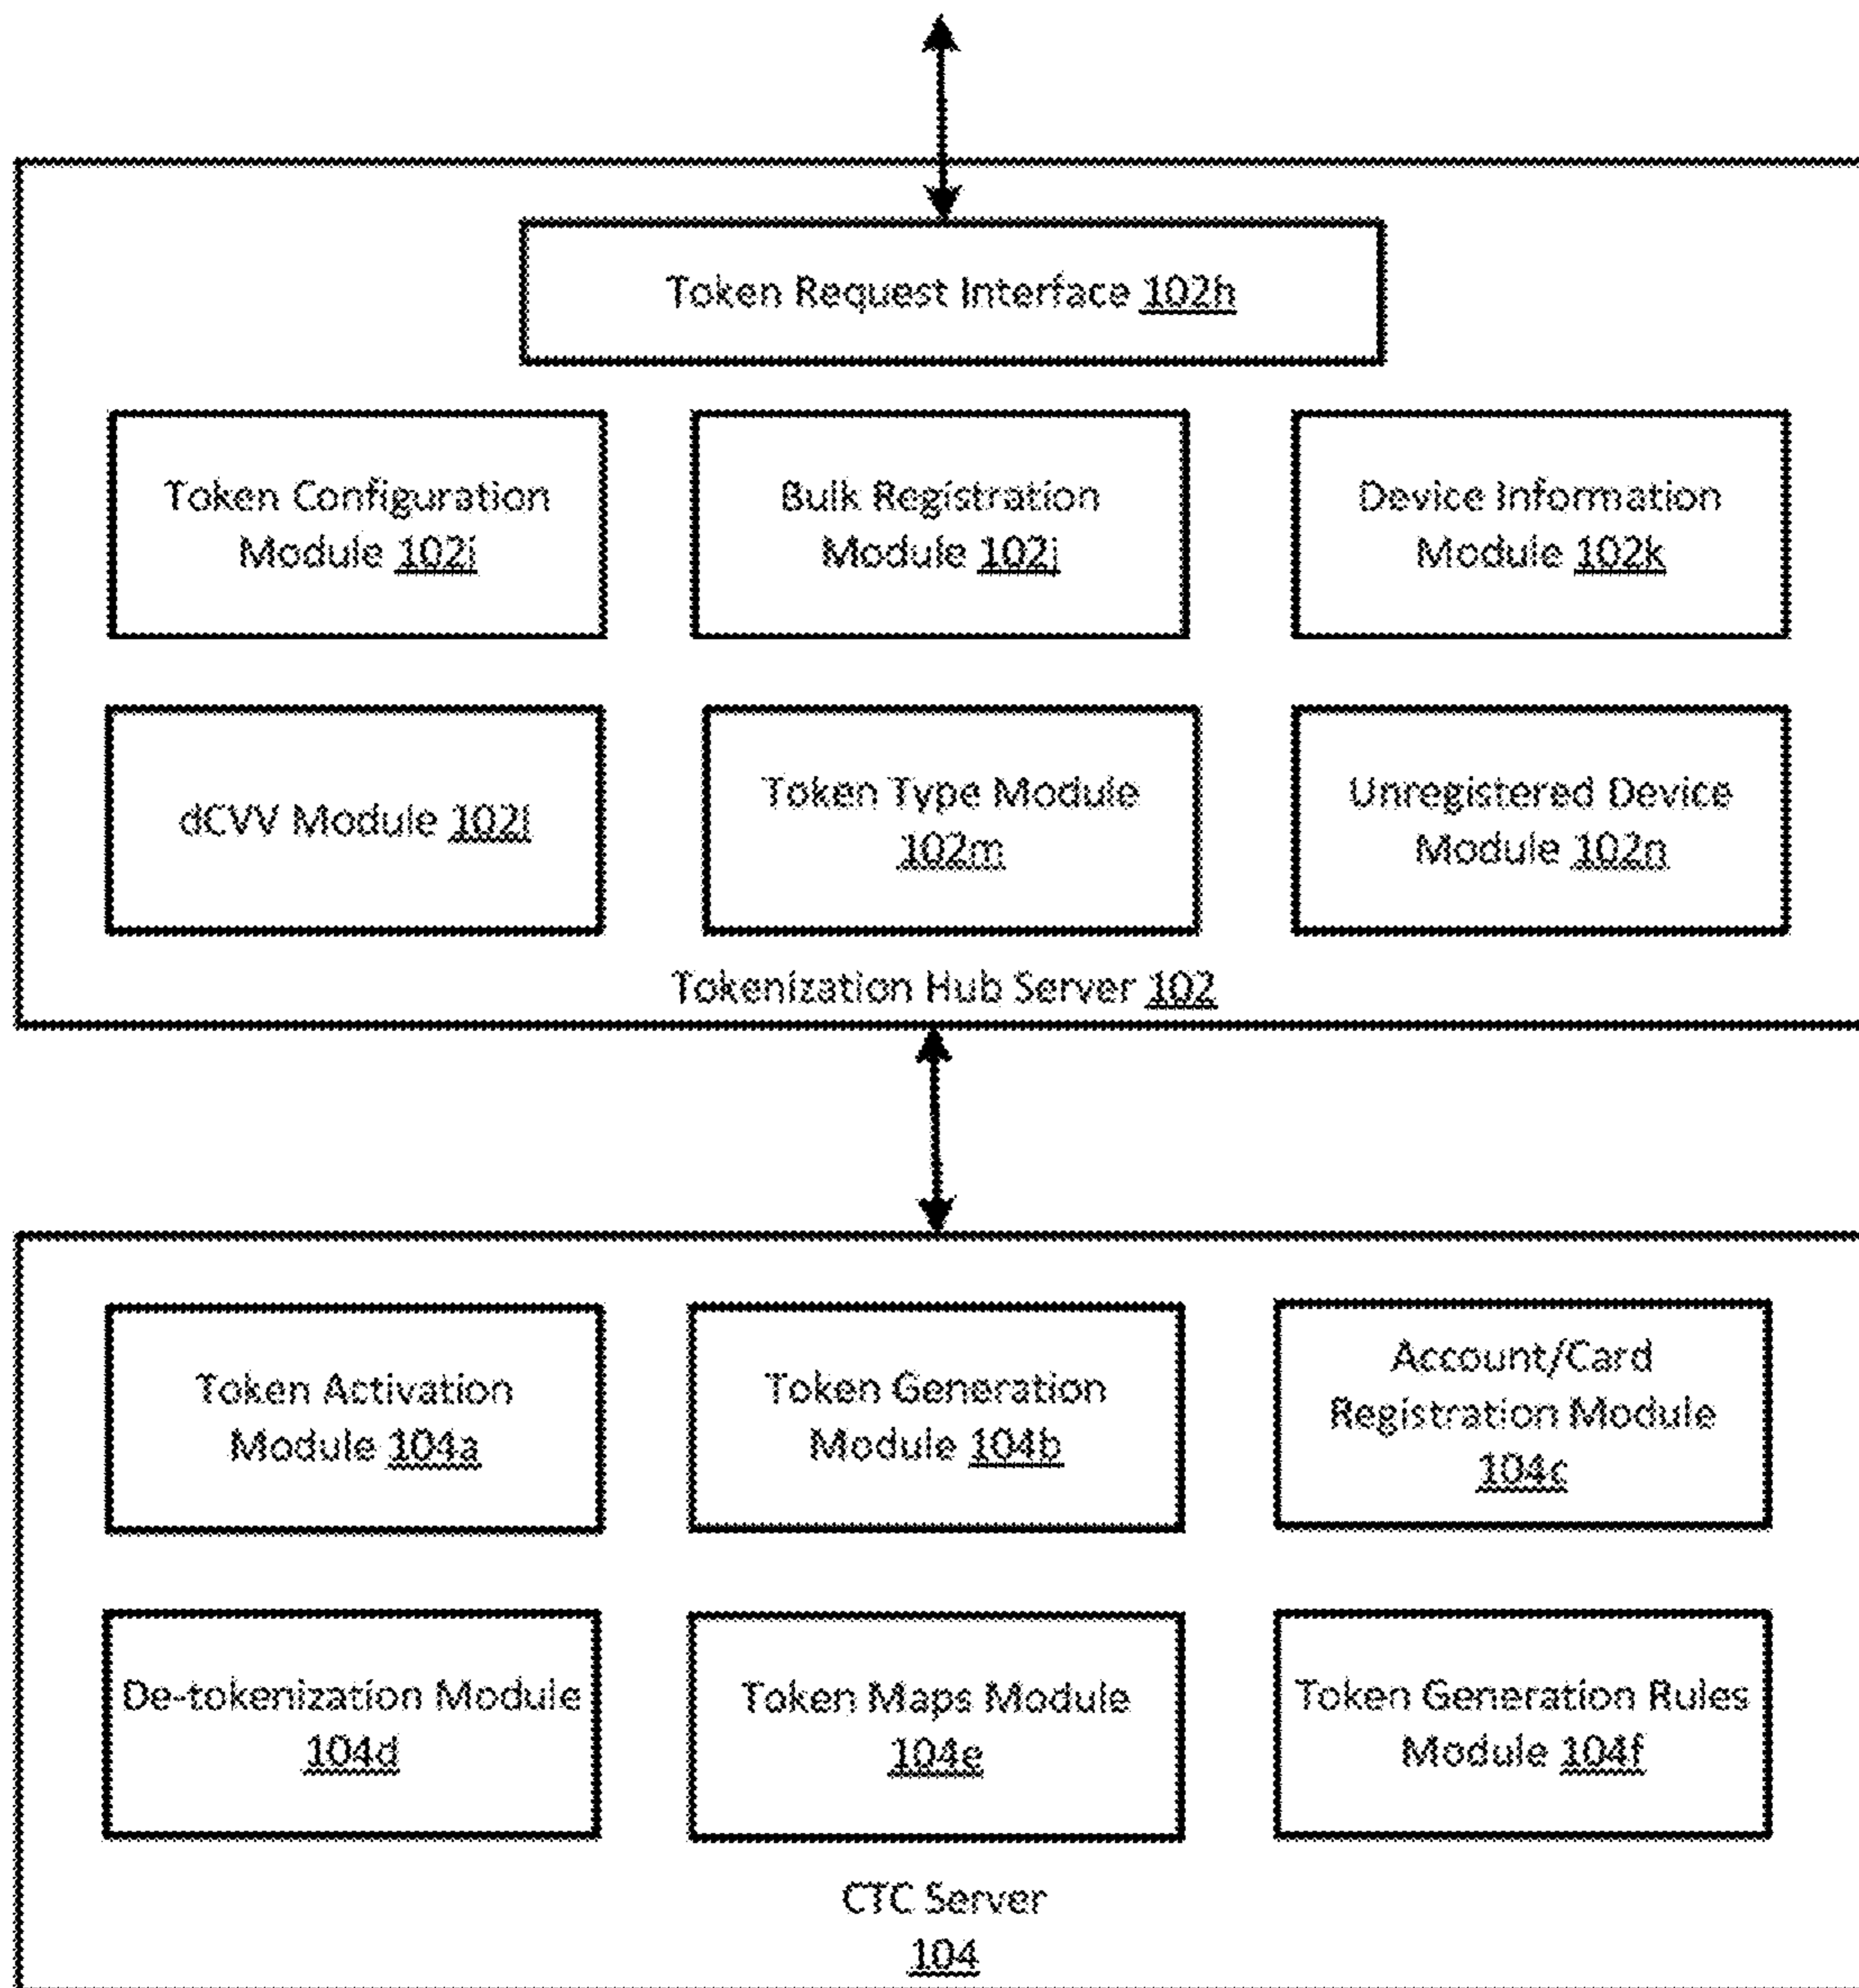 Token Request Interface 102h
Token Configuration
Module 102i
Bulk Registration
Module 102j
Device Information
Module 102k
dCVV Module 102l
Token Type Module
102m
Unregistered Device
Module 102n
Tokenization Hub Server 102
Token Activation
Module 104a
Token Generation
Module 104b
Account/Card
Registration Module
104c
De-tokenization Module
104d
Token Maps Module
104e
Token Generation Rules
Module 104f
CTC Server
104